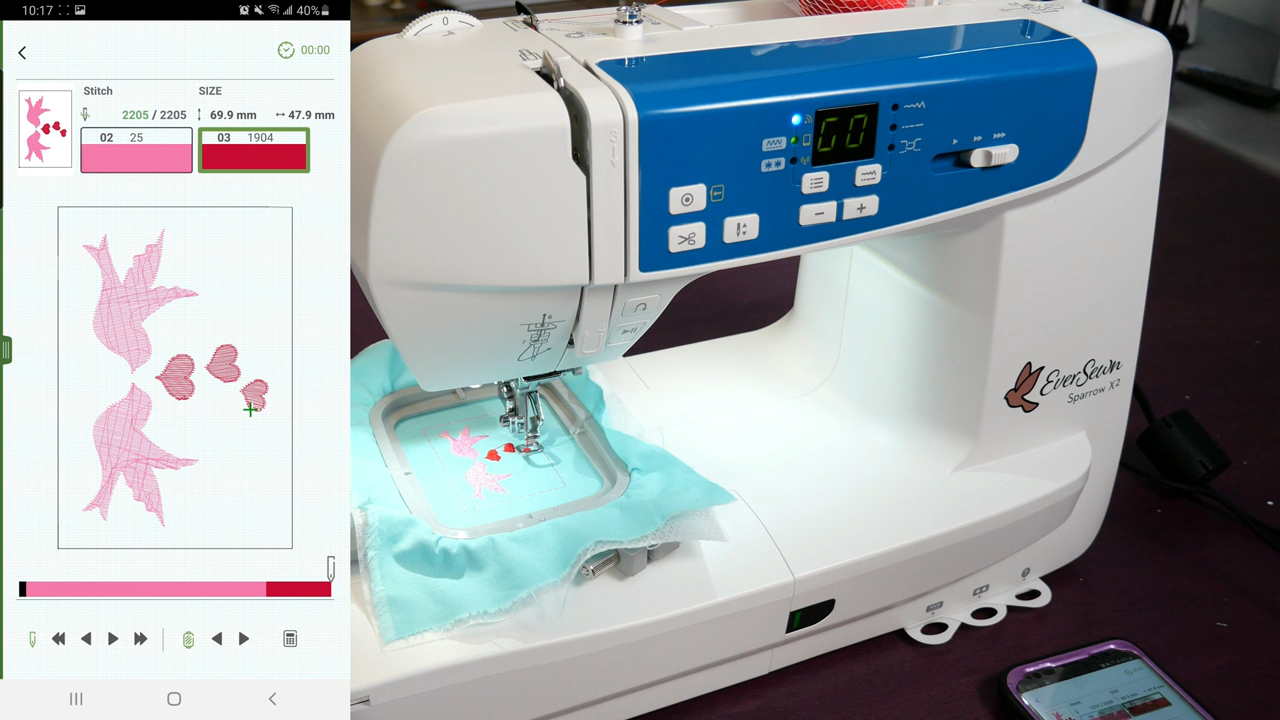 10:17
40%
00:00
Stitch
SIZE
2205 / 2205
69.9 mm
47.9 mm
02 25
03 1904
GO
EverSewn
Sparrow X2